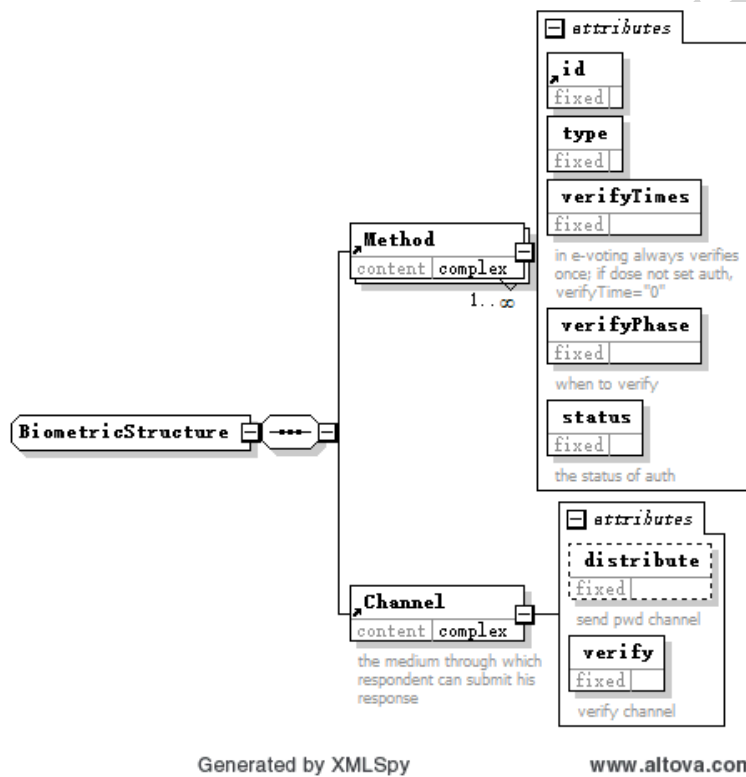 attributes
id
fixed
type
fixed
verifyTimes
fixed
in e-voting always verifies
once; if dose not set auth,
verifyTime="0"
verifyPhase
fixed
when to verify
status
fixed
the status of auth
Method
content complex
1..∞
BiometricStructure
attributes
distribute
fixed
send pwd channel
verify
fixed
verify channel
Channel
content complex
the medium through which
respondent can submit his
response
Generated by XMLSpy
www.altova.com